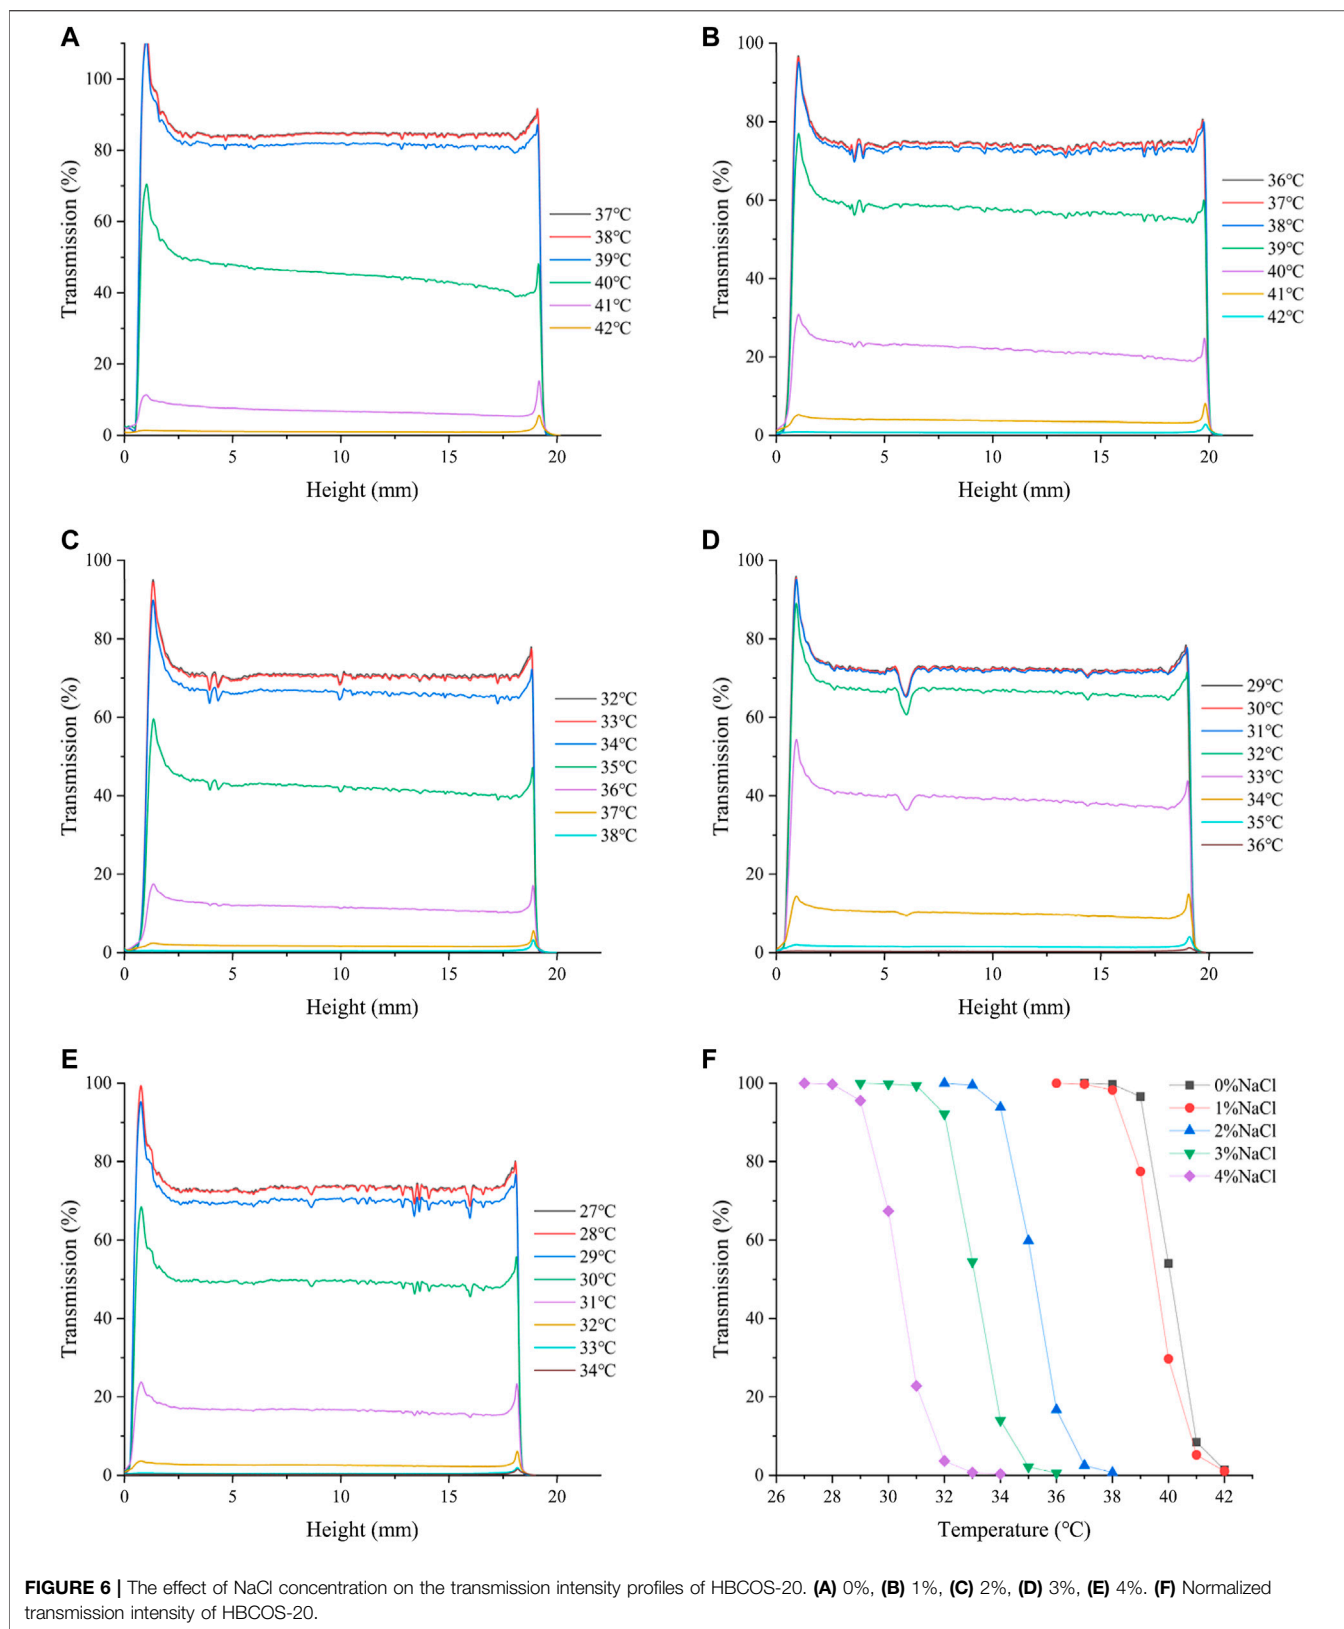 A
Transmission (%)
100
80
60
40
20
0
0 5 10 15 20
Height (mm)
37℃
38℃
39℃
40℃
41℃
42℃
B
Transmission (%)
100
80
60
40
20
0
0 5 10 15 20
Height (mm)
36℃
37℃
38℃
39℃
40℃
41℃
42℃
C
Transmission (%)
100
80
60
40
20
0
0 5 10 15 20
Height (mm)
32℃
33℃
34℃
35℃
36℃
37℃
38℃
D
Transmission (%)
100
80
60
40
20
0
0 5 10 15 20
Height (mm)
29℃
30℃
31℃
32℃
33℃
34℃
35℃
36℃
E
Transmission (%)
100
80
60
40
20
0
0 5 10 15 20
Height (mm)
27℃
28℃
29℃
30℃
31℃
32℃
33℃
34℃
F
Transmission (%)
100
80
60
40
20
0
26 28 30 32 34 36 38 40 42
Temperature (℃)
0%NaCl
1%NaCl
2%NaCl
3%NaCl
4%NaCl
FIGURE 6 | The effect of NaCl concentration on the transmission intensity profiles of HBCOS-20. (A) 0%, (B) 1%, (C) 2%, (D) 3%, (E) 4%. (F) Normalized
transmission intensity of HBCOS-20.